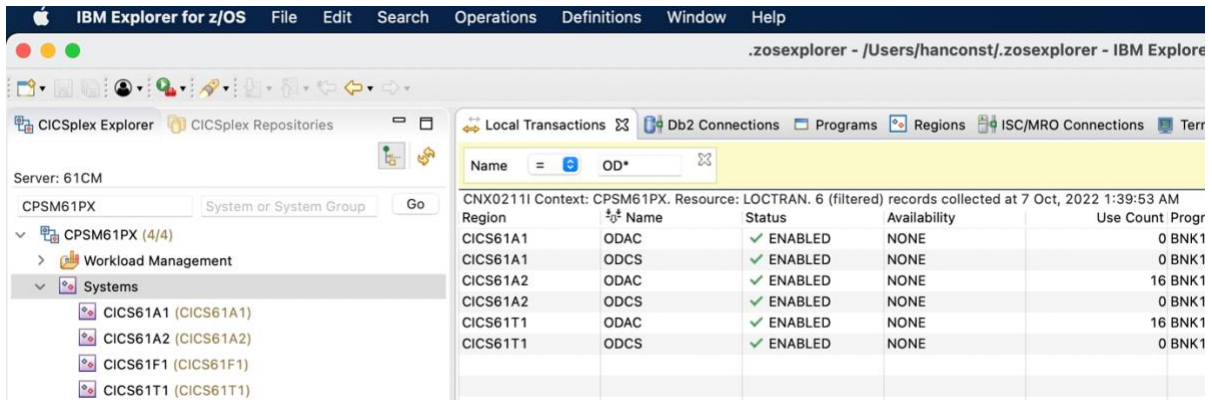 IBM Explorer for z/OS File Edit Search Operations Definitions Window Help
.zosexplorer - /Users/hanconst/.zosexplorer - IBM Explore
CICSplex Explorer CICSplex Repositories
Server: 61CM
CPSM61PX System or System Group Go
CPSM61PX (4/4)
Workload Management
Systems
CICS61A1 (CICS61A1)
CICS61A2 (CICS61A2)
CICS61F1 (CICS61F1)
CICS61T1 (CICS61T1)
Local Transactions Db2 Connections Programs Regions ISC/MRO Connections Terr
Name = OD*
CNX0211I Context: CPSM61PX. Resource: LOCTRAN. 6 (filtered) records collected at 7 Oct, 2022 1:39:53 AM
Region Name Status Availability Use Count Progr
CICS61A1 ODAC ENABLED NONE 0 BNK1
CICS61A1 ODCS ENABLED NONE 0 BNK1
CICS61A2 ODAC ENABLED NONE 16 BNK1
CICS61A2 ODCS ENABLED NONE 0 BNK1
CICS61T1 ODAC ENABLED NONE 16 BNK1
CICS61T1 ODCS ENABLED NONE 0 BNK1